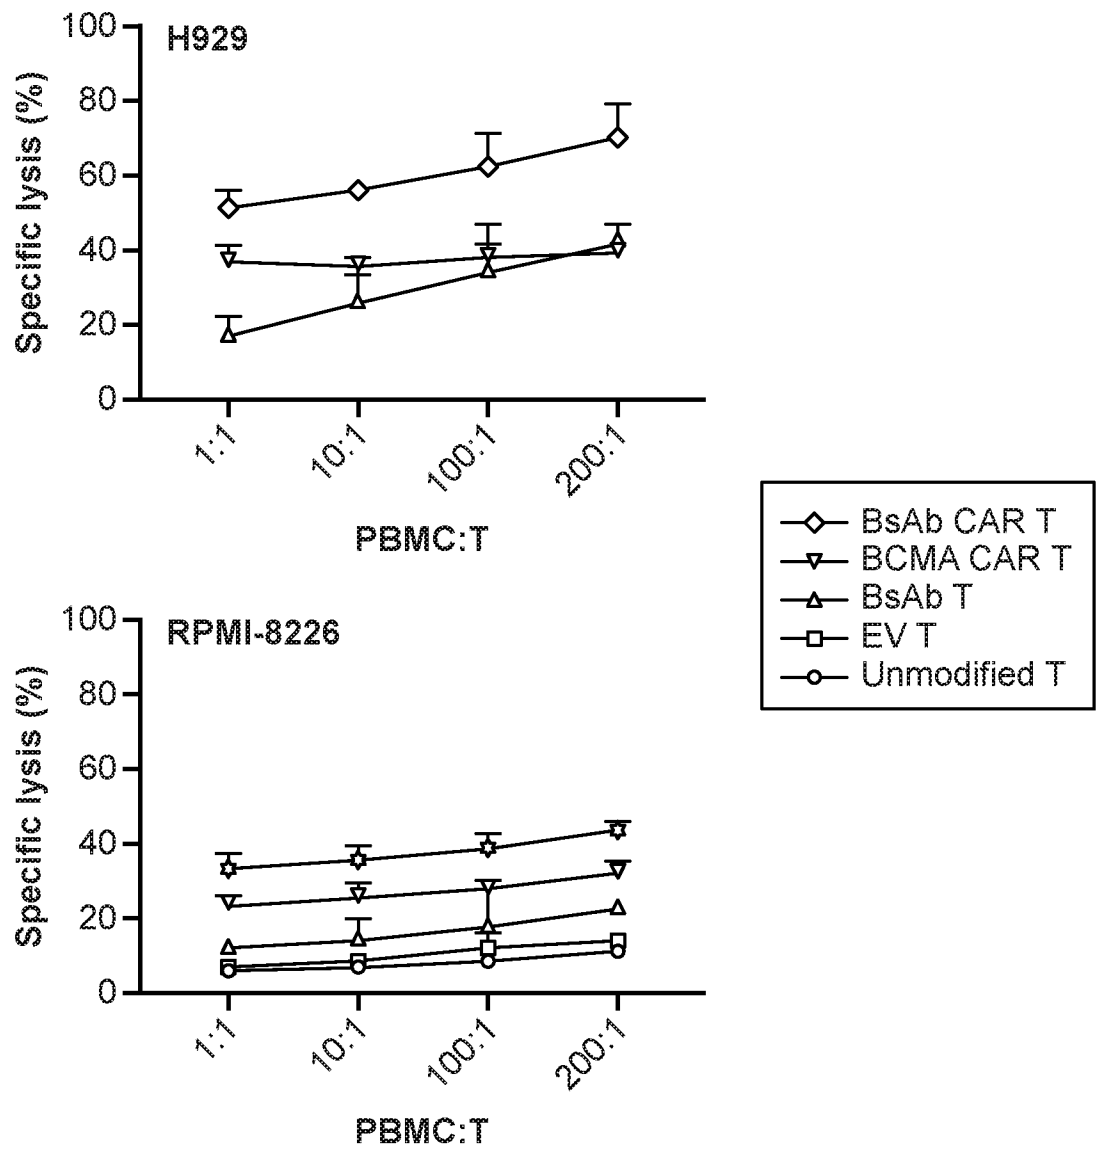 H929
Specific lysis (%)
100
80
60
40
20
0
1:1
10:1
100:1
200:1
PBMC:T
BsAb CAR T
BCMA CAR T
BsAb T
EV T
Unmodified T
RPMI-8226
Specific lysis (%)
100
80
60
40
20
0
1:1
10:1
100:1
200:1
PBMC:T